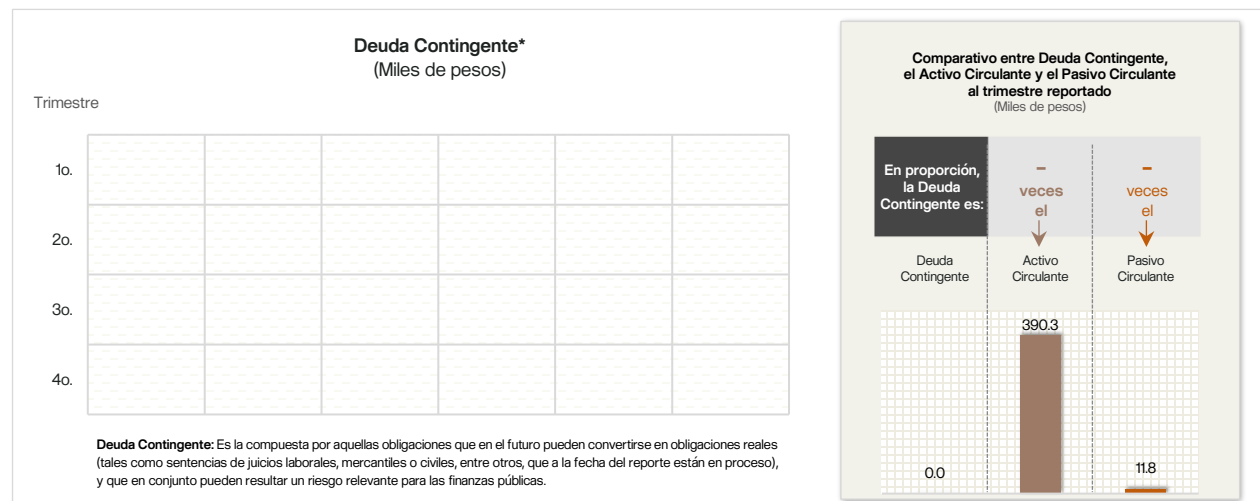 Deuda Contingente*
(Miles de pesos)
Trimestre
1o.
2o.
3o.
4o.
Deuda Contingente: Es la compuesta por aquellas obligaciones que en el futuro pueden convertirse en obligaciones reales
(tales como sentencias de juicios laborales, mercantiles o civiles, entre otros, que a la fecha del reporte están en proceso),
y que en conjunto pueden resultar un riesgo relevante para las finanzas públicas.
Comparativo entre Deuda Contingente,
el Activo Circulante y el Pasivo Circulante
al trimestre reportado
(Miles de pesos)
En proporción,
la Deuda
Contingente es:
–
veces
el
–
veces
el
Deuda
Contingente
Activo
Circulante
Pasivo
Circulante
0.0
390.3
11.8